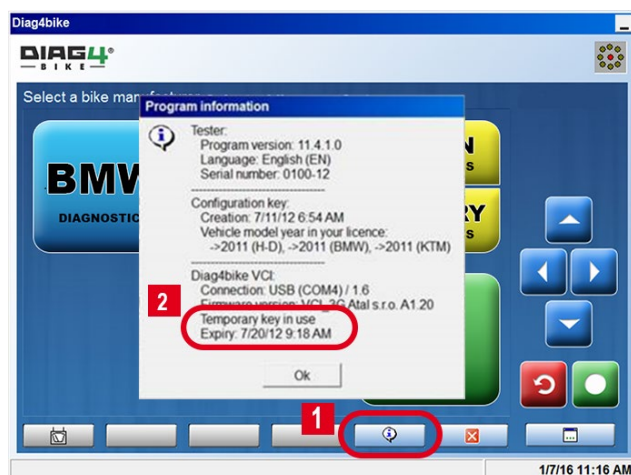 Diag4bike
DIAG4®
BIKE
Select a bike man
Program information
Tester:
Program version: 11.4.1.0
Language: English (EN)
Serial number: 0100-12
Configuration key:
Creation: 7/11/12 6:54 AM
Vehicle model year in your licence:
->2011 (H-D), ->2011 (BMW), ->2011 (KTM)
Diag4bike VCI:
Connection: USB (COM4) / 1.6
Firmware version: VCI_3G Atal s.r.o. A1.20
Temporary key in use
Expiry: 7/20/12 9:18 AM
Ok
BMW
DIAGNOSTIC
N
S
RY
S
2
1
1/7/16 11:16 AM